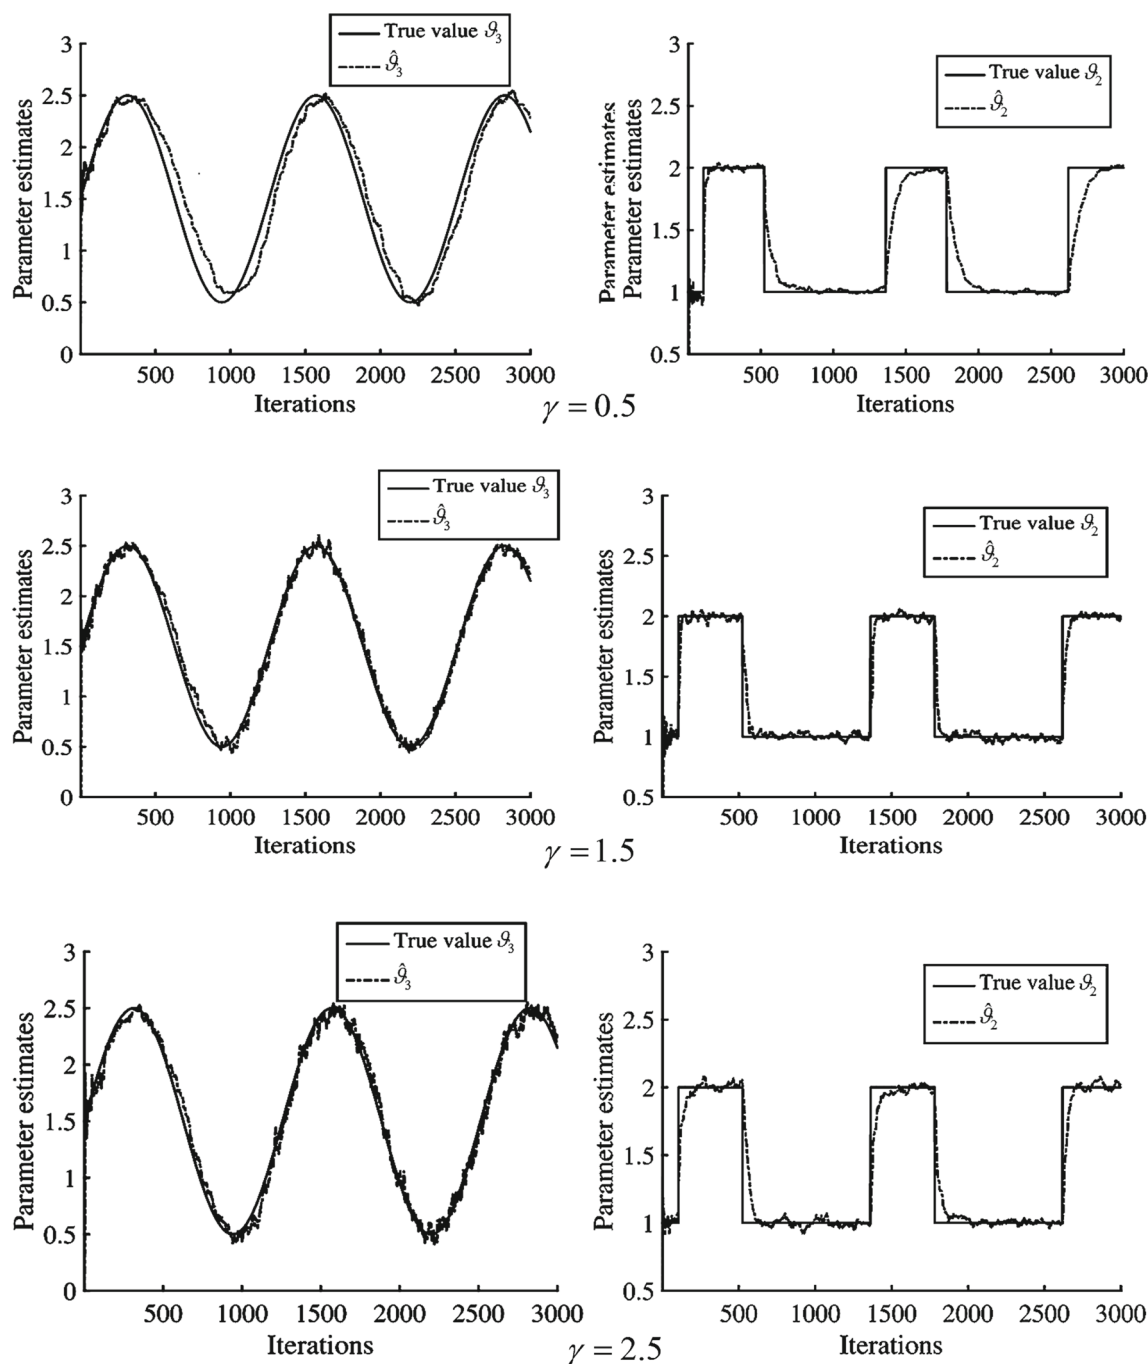 True value ϑ₃
ϑ̂₃
3
2.5
2
1.5
1
0.5
0
Parameter estimates
500 1000 1500 2000 2500 3000
Iterations
True value ϑ₂
ϑ̂₂
3
2.5
2
1.5
1
0.5
Parameter estimates
Parameter estimates
500 1000 1500 2000 2500 3000
Iterations
γ = 0.5
True value ϑ₃
ϑ̂₃
3
2.5
2
1.5
1
0.5
0
Parameter estimates
500 1000 1500 2000 2500 3000
Iterations
True value ϑ₂
ϑ̂₂
3
2.5
2
1.5
1
0.5
Parameter estimates
500 1000 1500 2000 2500 3000
Iterations
γ = 1.5
True value ϑ₃
ϑ̂₃
3
2.5
2
1.5
1
0.5
0
Parameter estimates
500 1000 1500 2000 2500 3000
Iterations
True value ϑ₂
ϑ̂₂
3
2.5
2
1.5
1
0.5
Parameter estimates
500 1000 1500 2000 2500 3000
Iterations
γ = 2.5